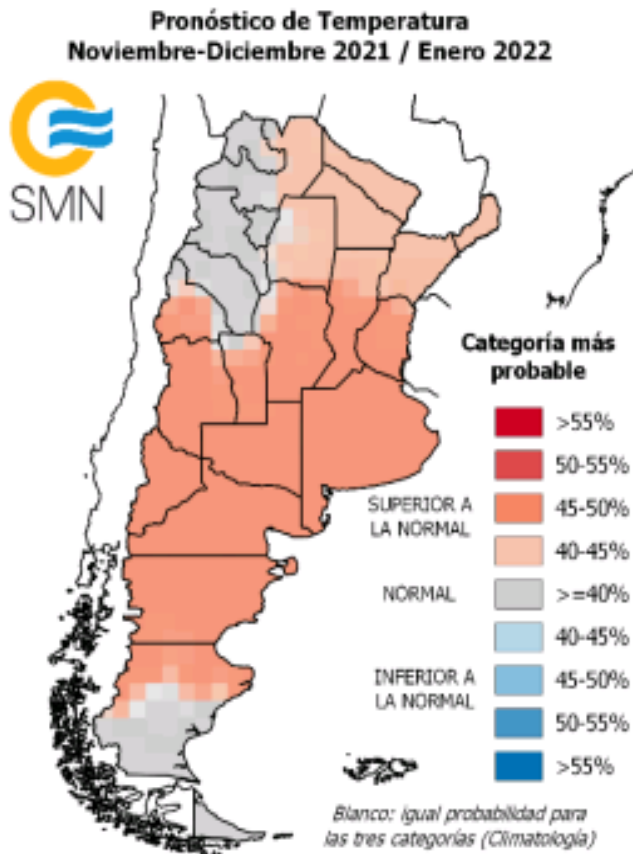 Pronóstico de Temperatura
Noviembre-Diciembre 2021 / Enero 2022
SMN
Categoría más
probable
>55%
50-55%
SUPERIOR A
LA NORMAL
45-50%
40-45%
NORMAL
>=40%
40-45%
INFERIOR A
LA NORMAL
45-50%
50-55%
>55%
Blanco: igual probabilidad para
las tres categorías (Climatología)